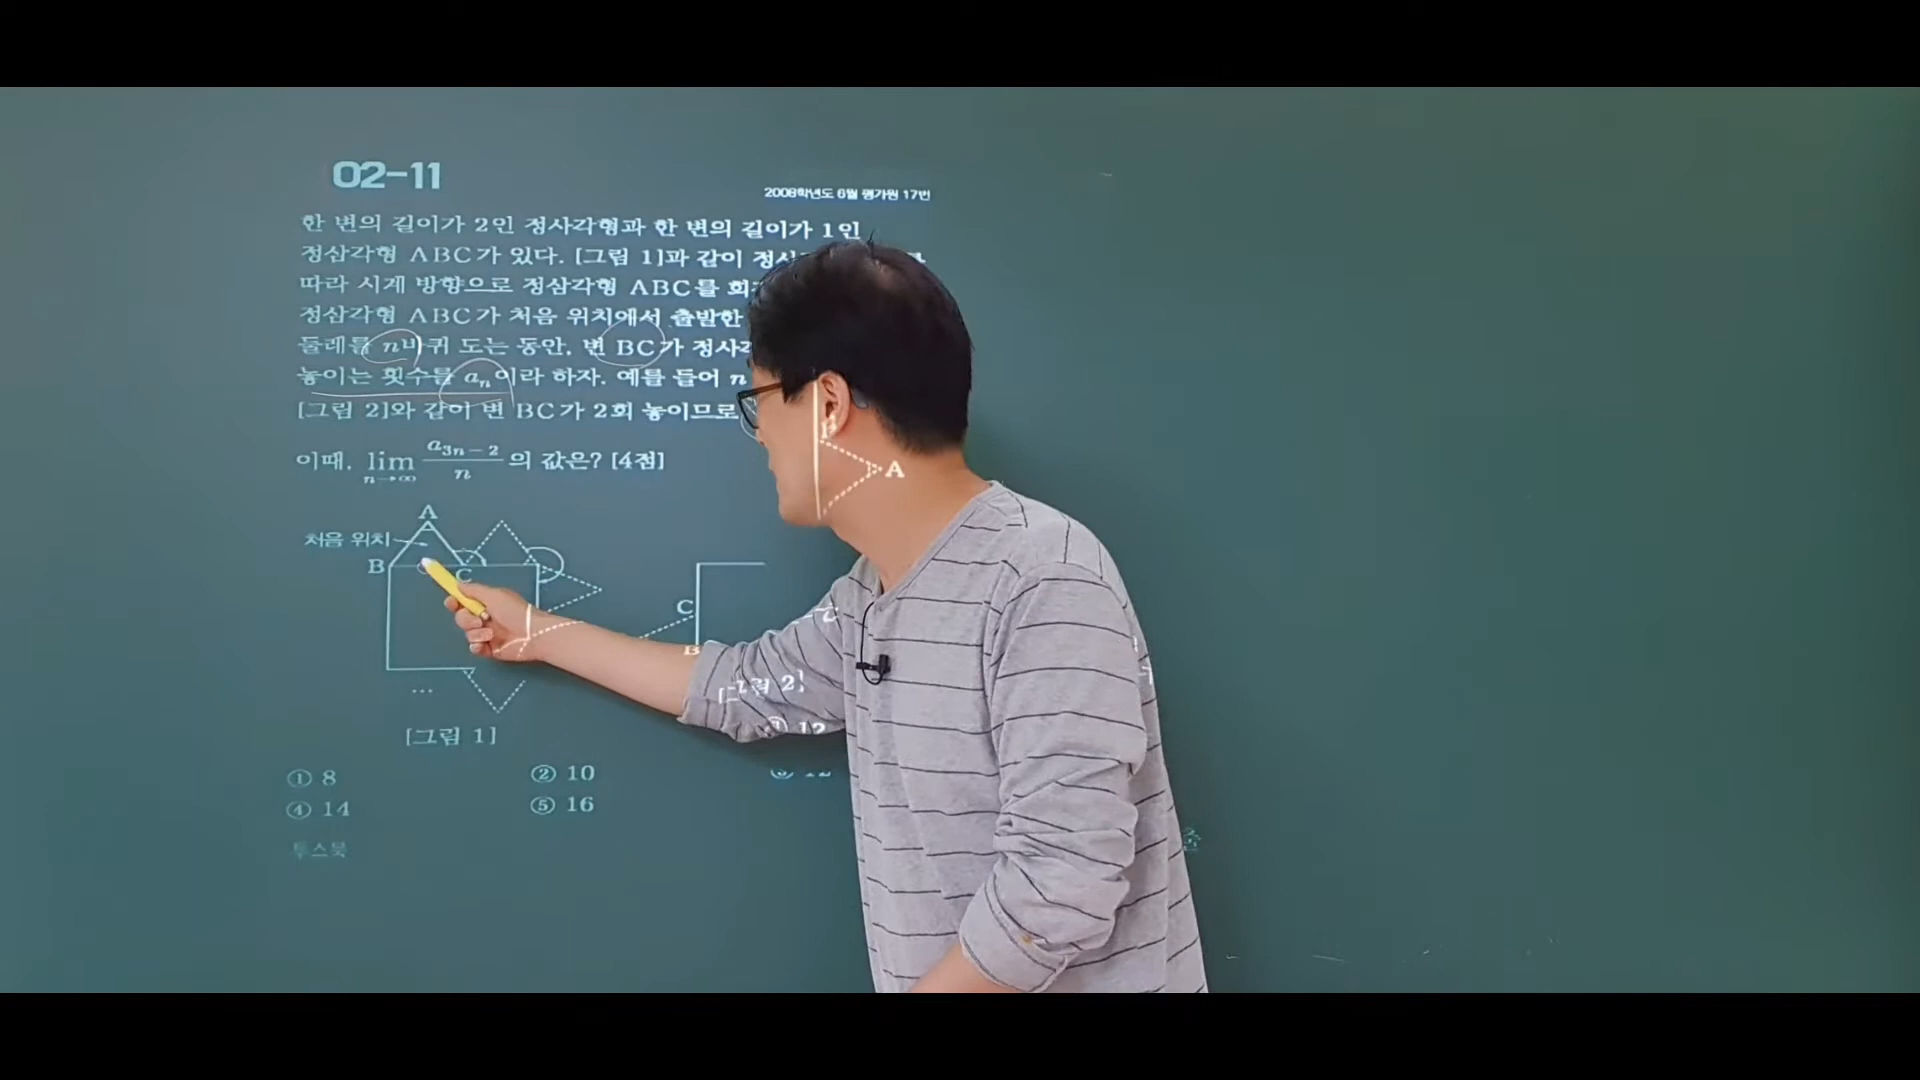 02-11
2008학년도 6월 평가원 17번
한 변의 길이가 2인 정사각형과 한 변의 길이가 1인
정삼각형 ABC가 있다. [그림 1]과 같이
따라 시계 방향으로 정삼각형 ABC를
정삼각형 ABC가 처음 위치에서 출발한
둘레를 n바퀴 도는 동안, 변 BC가
놓이는 횟수를 aₙ이라 하자. 예를 들어 n
[그림 2]와 같이 변 BC가 2회 놓이므로
이때, lim n→∞ a₃ₙ₋₂/n 의 값은? [4점]
A
처음 위치
B
C
...
[그림 1]
B
A
C
B
[그림 2]
① 8
② 10
③ 12
④ 14
⑤ 16
투스북